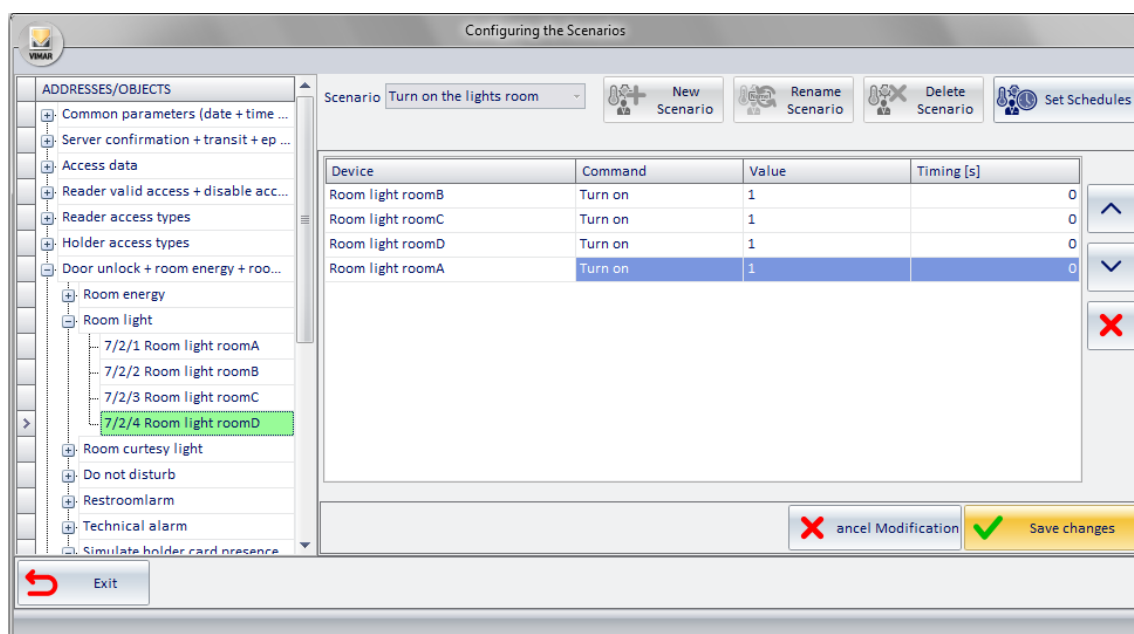 Configuring the Scenarios
VIMAR
ADDRESSES/OBJECTS
Common parameters (date + time ...
Server confirmation + transit + ep ...
Access data
Reader valid access + disable acc...
Reader access types
Holder access types
Door unlock + room energy + roo...
Room energy
Room light
7/2/1 Room light roomA
7/2/2 Room light roomB
7/2/3 Room light roomC
7/2/4 Room light roomD
Room curtesy light
Do not disturb
Restroomlarm
Technical alarm
Simulate holder card presence
Scenario Turn on the lights room
New
Scenario
Rename
Scenario
Delete
Scenario
Set Schedules
Device Command Value Timing [s]
Room light roomB Turn on 1 0
Room light roomC Turn on 1 0
Room light roomD Turn on 1 0
Room light roomA Turn on 1 0
ancel Modification
Save changes
Exit